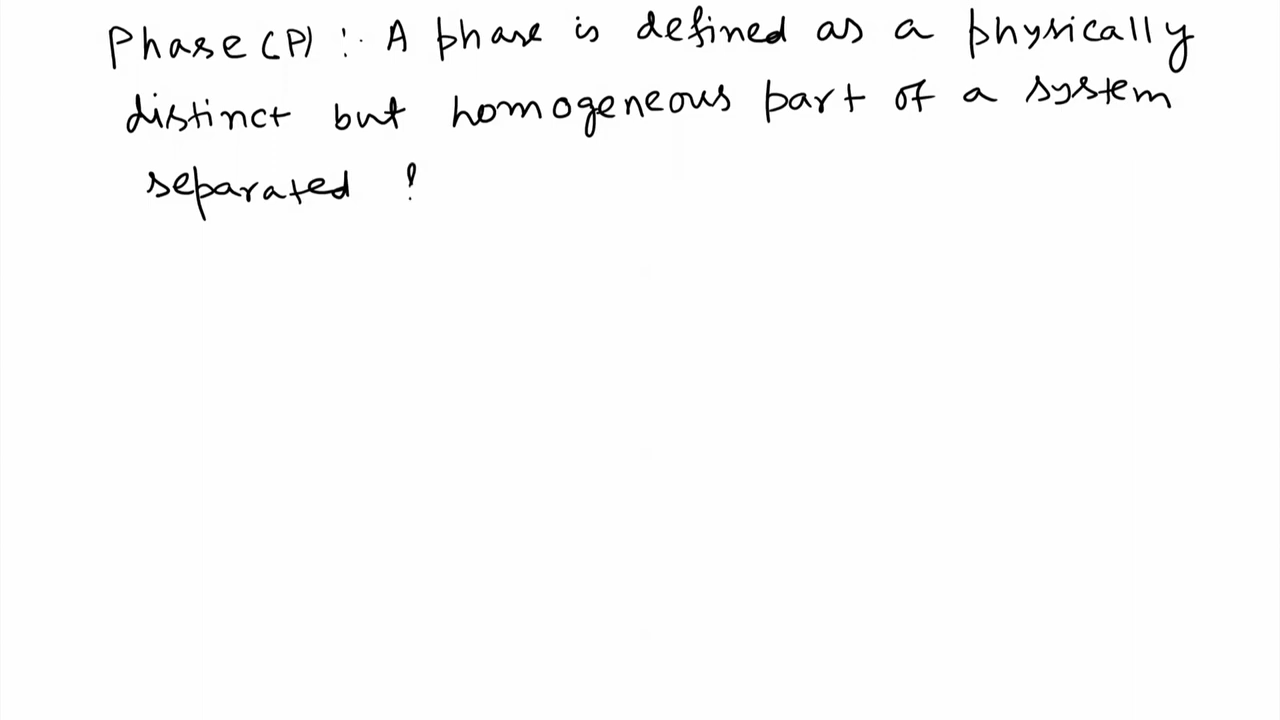 Phase (P) : A phase is defined as a physically
distinct but homogeneous part of a system
separated